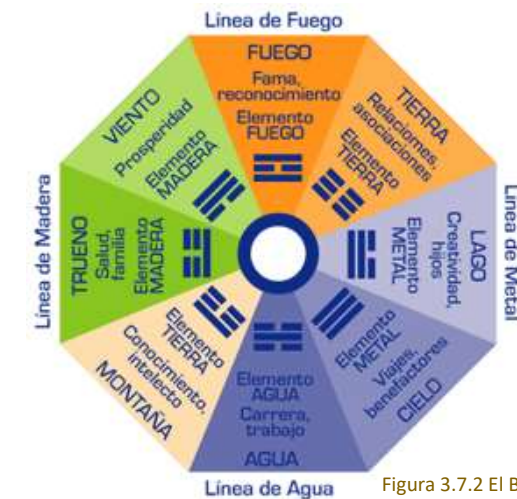 Línea de Fuego
FUEGO
Fama,
reconocimiento
Elemento
FUEGO
TIERRA
Relaciomes,
asociaciones
Elemento
TIERRA
LAGO
Creatividad,
hijos
Elemento
METAL
Línea de Metal
CIELO
Viajes,
benefactores
Elemento
METAL
Elemento
AGUA
Carrera,
trabajo
AGUA
Línea de Agua
Elemento
TIERRA
Conocimiento,
intelecto
MONTAÑA
TRUENO
Salud,
familia
Elemento
MADERA
Línea de Madera
VIENTO
Prosperidad
Elemento
MADERA
Figura 3.7.2 El B